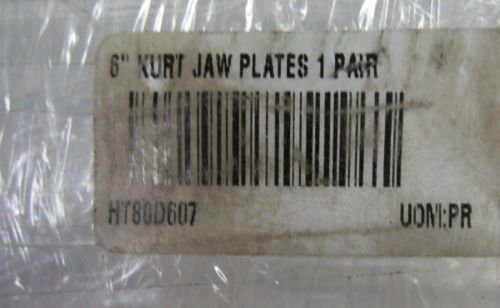 6" KURT JAW PLATES 1 PAIR
HT80D607 UOM:PR